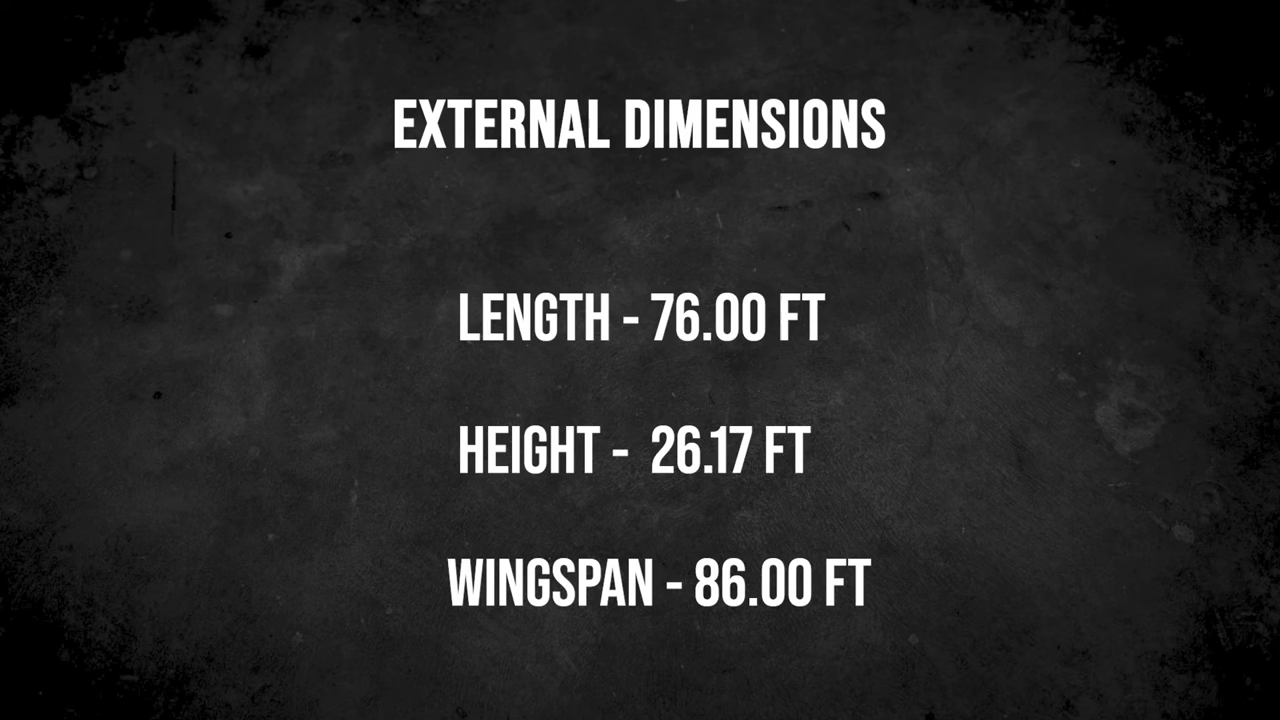 EXTERNAL DIMENSIONS
LENGTH - 76.00 FT
HEIGHT - 26.17 FT
WINGSPAN - 86.00 FT